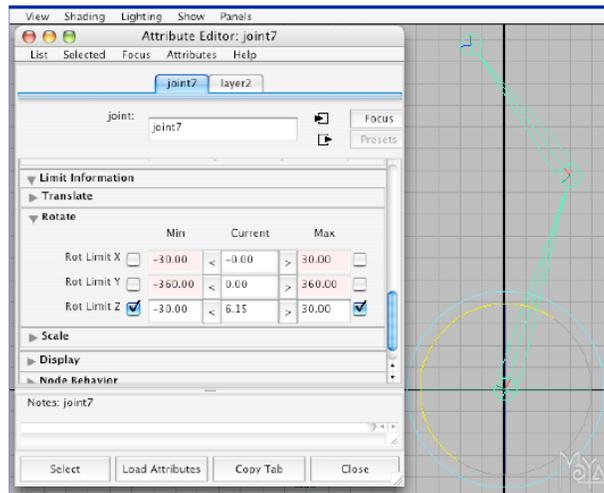 View Shading Lighting Show Panels
Attribute Editor: joint7
List Selected Focus Attributes Help
joint7 layer2
joint: joint7 Focus
Presets
Limit Information
Translate
Rotate
Min Current Max
Rot Limit X -30.00 < -0.00 > 30.00
Rot Limit Y -360.00 < 0.00 > 360.00
Rot Limit Z -30.00 < 6.15 > 30.00
Scale
Display
Node Behavior
Notes: joint7
Select Load Attributes Copy Tab Close
MAYA